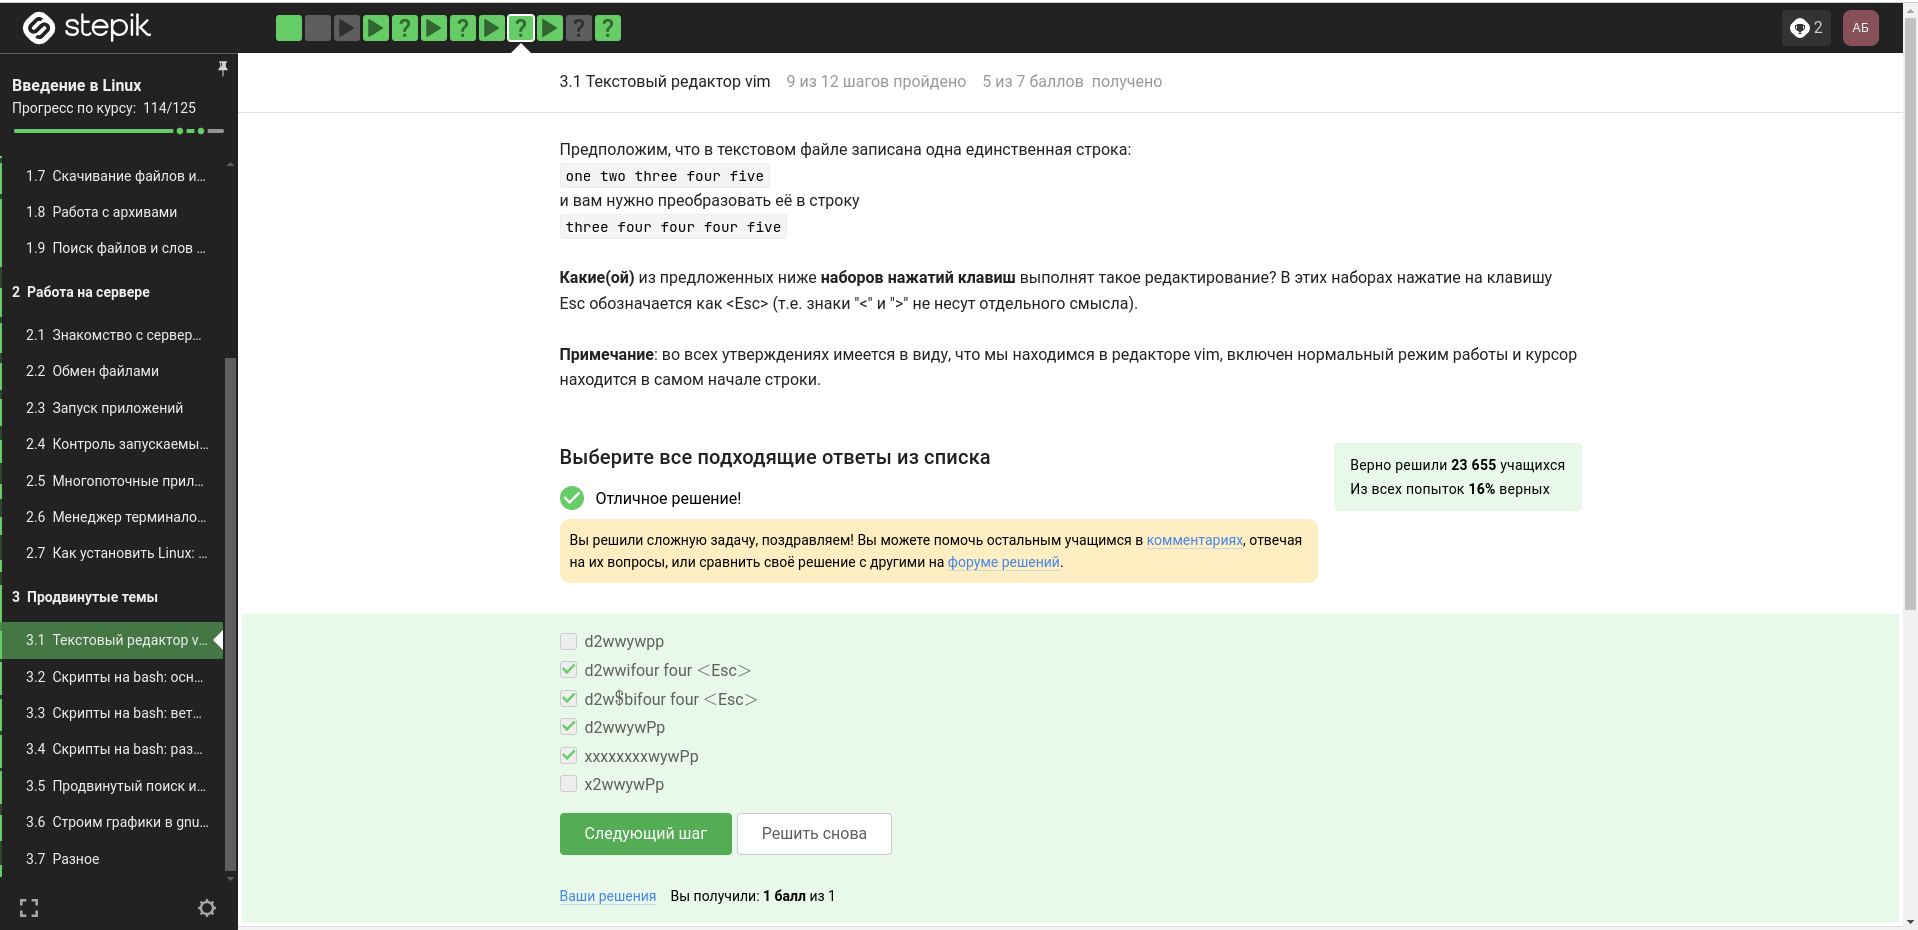 stepik
2
АБ
Введение в Linux
Прогресс по курсу: 114/125
1.7 Скачивание файлов и...
1.8 Работа с архивами
1.9 Поиск файлов и слов ...
2 Работа на сервере
2.1 Знакомство с сервер...
2.2 Обмен файлами
2.3 Запуск приложений
2.4 Контроль запускаемы...
2.5 Многопоточные прил...
2.6 Менеджер терминало...
2.7 Как установить Linux: ...
3 Продвинутые темы
3.1 Текстовый редактор v...
3.2 Скрипты на bash: осн...
3.3 Скрипты на bash: вет...
3.4 Скрипты на bash: раз...
3.5 Продвинутый поиск и...
3.6 Строим графики в gnu...
3.7 Разное
3.1 Текстовый редактор vim 9 из 12 шагов пройдено 5 из 7 баллов получено
Предположим, что в текстовом файле записана одна единственная строка:
one two three four five
и вам нужно преобразовать её в строку
three four four four five
Какие(ой) из предложенных ниже наборов нажатий клавиш выполнят такое редактирование? В этих наборах нажатие на клавишу
Esc обозначается как <Esc> (т.е. знаки "<" и ">" не несут отдельного смысла).
Примечание: во всех утверждениях имеется в виду, что мы находимся в редакторе vim, включен нормальный режим работы и курсор
находится в самом начале строки.
Выберите все подходящие ответы из списка
Верно решили 23 655 учащихся
Из всех попыток 16% верных
Отличное решение!
Вы решили сложную задачу, поздравляем! Вы можете помочь остальным учащимся в комментариях, отвечая
на их вопросы, или сравнить своё решение с другими на форуме решений.
d2wwywpp
d2wwifour four <Esc>
d2w$bifour four <Esc>
d2wwywPp
xxxxxxxxwywPp
x2wwywPp
Следующий шаг
Решить снова
Ваши решения Вы получили: 1 балл из 1